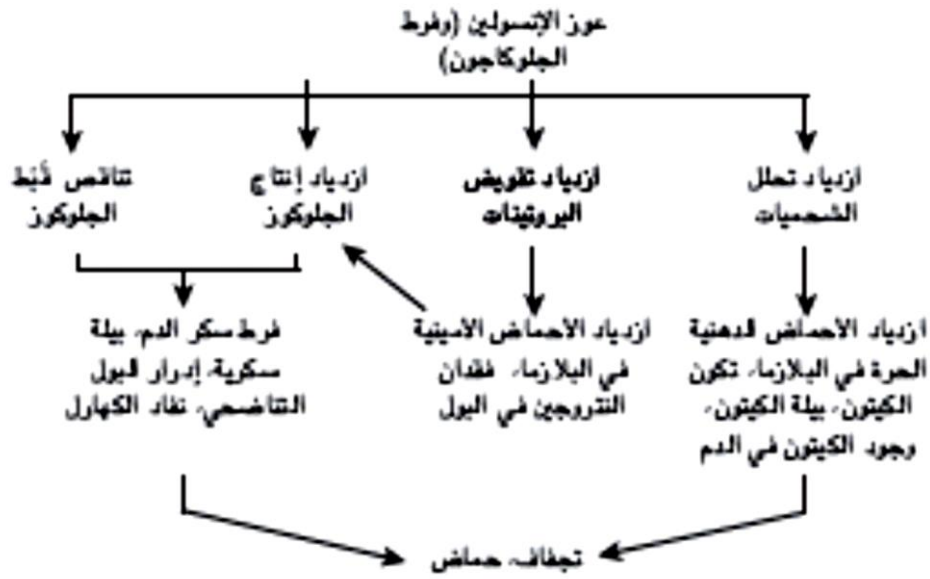 عوز الإنسولين (وفرط
الجلوكاجون)
ازدياد تحلل
الشحميات
ازدياد تقويض
البروتينات
ازدياد إنتاج
الجلوكوز
تناقص قَبْط
الجلوكوز
ازدياد الأحماض الدهنية
الحرة في البلازما، تكون
الكيتون، بيلة الكيتون،
وجود الكيتون في الدم
ازدياد الأحماض الأمينية
في البلازما، فقدان
النتروجين في البول
فرط سكر الدم، بيلة
سكرية، إدرار البول
التناضحي، نفاد الكهارل
تجفاف، حماض